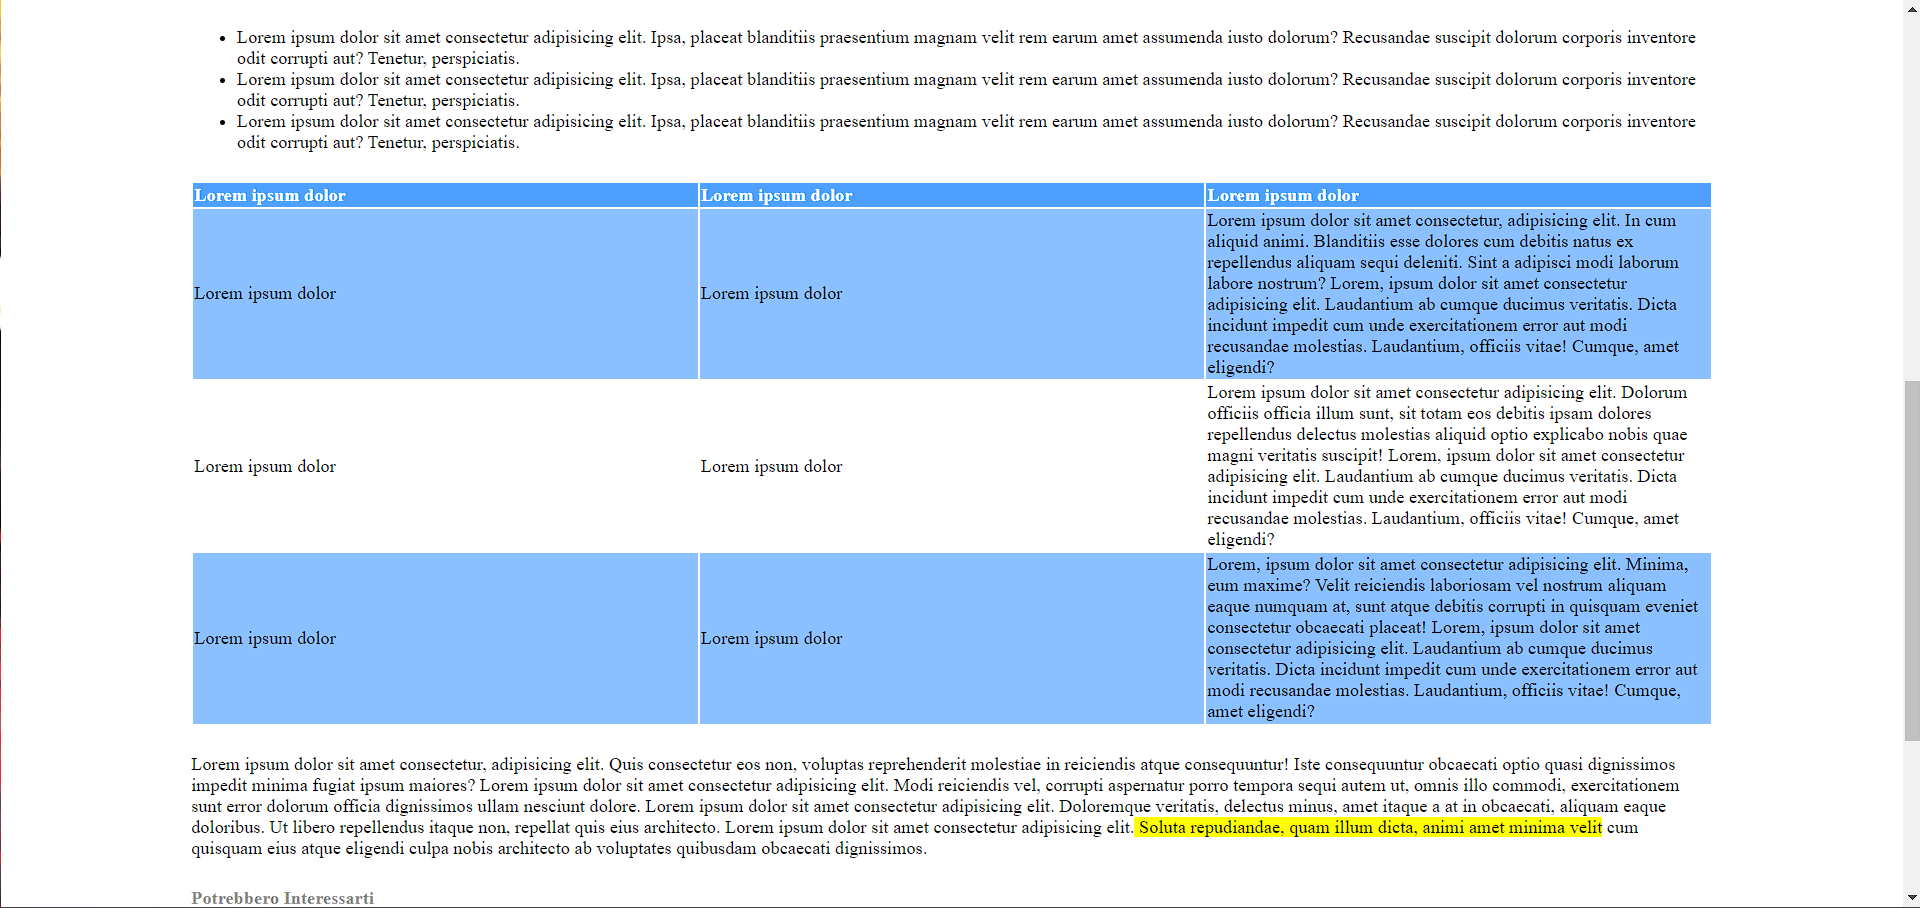 Lorem ipsum dolor sit amet consectetur adipisicing elit. Ipsa, placeat blanditiis praesentium magnam velit rem earum amet assumenda iusto dolorum? Recusandae suscipit dolorum corporis inventore
odit corrupti aut? Tenetur, perspiciatis.
Lorem ipsum dolor sit amet consectetur adipisicing elit. Ipsa, placeat blanditiis praesentium magnam velit rem earum amet assumenda iusto dolorum? Recusandae suscipit dolorum corporis inventore
odit corrupti aut? Tenetur, perspiciatis.
Lorem ipsum dolor sit amet consectetur adipisicing elit. Ipsa, placeat blanditiis praesentium magnam velit rem earum amet assumenda iusto dolorum? Recusandae suscipit dolorum corporis inventore
odit corrupti aut? Tenetur, perspiciatis.
Lorem ipsum dolor
Lorem ipsum dolor
Lorem ipsum dolor
Lorem ipsum dolor
Lorem ipsum dolor
Lorem ipsum dolor sit amet consectetur, adipisicing elit. In cum
aliquid animi. Blanditiis esse dolores cum debitis natus ex
repellendus aliquam sequi deleniti. Sint a adipisci modi laborum
labore nostrum? Lorem, ipsum dolor sit amet consectetur
adipisicing elit. Laudantium ab cumque ducimus veritatis. Dicta
incidunt impedit cum unde exercitationem error aut modi
recusandae molestias. Laudantium, officiis vitae! Cumque, amet
eligendi?
Lorem ipsum dolor
Lorem ipsum dolor
Lorem ipsum dolor sit amet consectetur adipisicing elit. Dolorum
officiis officia illum sunt, sit totam eos debitis ipsam dolores
repellendus delectus molestias aliquid optio explicabo nobis quae
magni veritatis suscipit! Lorem, ipsum dolor sit amet consectetur
adipisicing elit. Laudantium ab cumque ducimus veritatis. Dicta
incidunt impedit cum unde exercitationem error aut modi
recusandae molestias. Laudantium, officiis vitae! Cumque, amet
eligendi?
Lorem ipsum dolor
Lorem ipsum dolor
Lorem, ipsum dolor sit amet consectetur adipisicing elit. Minima,
eum maxime? Velit reiciendis laboriosam vel nostrum aliquam
eaque numquam at, sunt atque debitis corrupti in quisquam eveniet
consectetur obcaecati placeat! Lorem, ipsum dolor sit amet
consectetur adipisicing elit. Laudantium ab cumque ducimus
veritatis. Dicta incidunt impedit cum unde exercitationem error aut
modi recusandae molestias. Laudantium, officiis vitae! Cumque,
amet eligendi?
Lorem ipsum dolor sit amet consectetur, adipisicing elit. Quis consectetur eos non, voluptas reprehenderit molestiae in reiciendis atque consequuntur! Iste consequuntur obcaecati optio quasi dignissimos
impedit minima fugiat ipsum maiores? Lorem ipsum dolor sit amet consectetur adipisicing elit. Modi reiciendis vel, corrupti aspernatur porro tempora sequi autem ut, omnis illo commodi, exercitationem
sunt error dolorum officia dignissimos ullam nesciunt dolore. Lorem ipsum dolor sit amet consectetur adipisicing elit. Doloremque veritatis, delectus minus, amet itaque a at in obcaecati, aliquam eaque
doloribus. Ut libero repellendus itaque non, repellat quis eius architecto. Lorem ipsum dolor sit amet consectetur adipisicing elit. Soluta repudiandae, quam illum dicta, animi amet minima velit cum
quisquam eius atque eligendi culpa nobis architecto ab voluptates quibusdam obcaecati dignissimos.
Potrebbero Interessarti